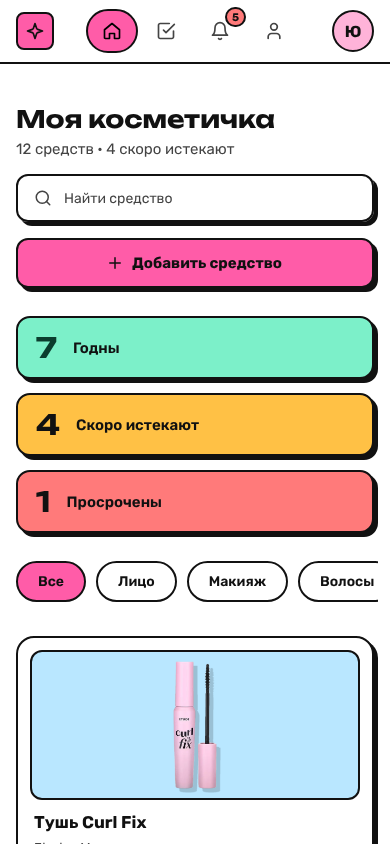 5
Ю
Моя косметичка
12 средств • 4 скоро истекают
Найти средство
Добавить средство
7 Годны
4 Скоро истекают
1 Просрочены
Все Лицо Макияж Волосы
curl
fix
Тушь Curl Fix